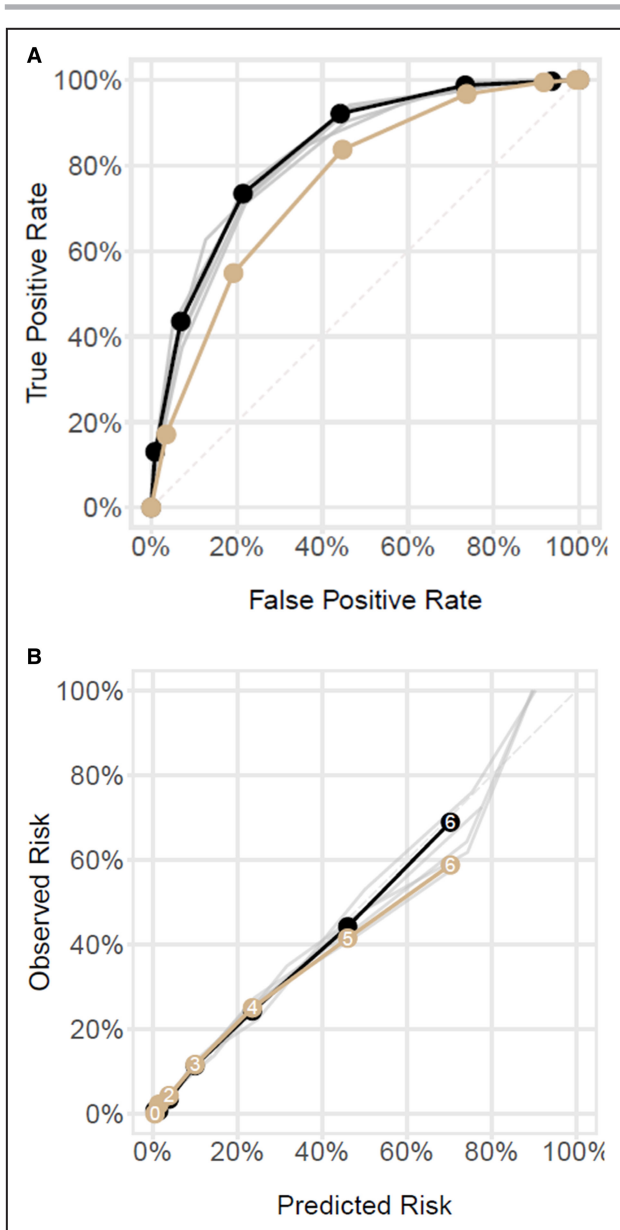 A
100%
80%
60%
40%
20%
0%
True Positive Rate
0% 20% 40% 60% 80% 100%
False Positive Rate
B
100%
80%
60%
40%
20%
0%
Observed Risk
6
6
5
4
3
2
0
0% 20% 40% 60% 80% 100%
Predicted Risk